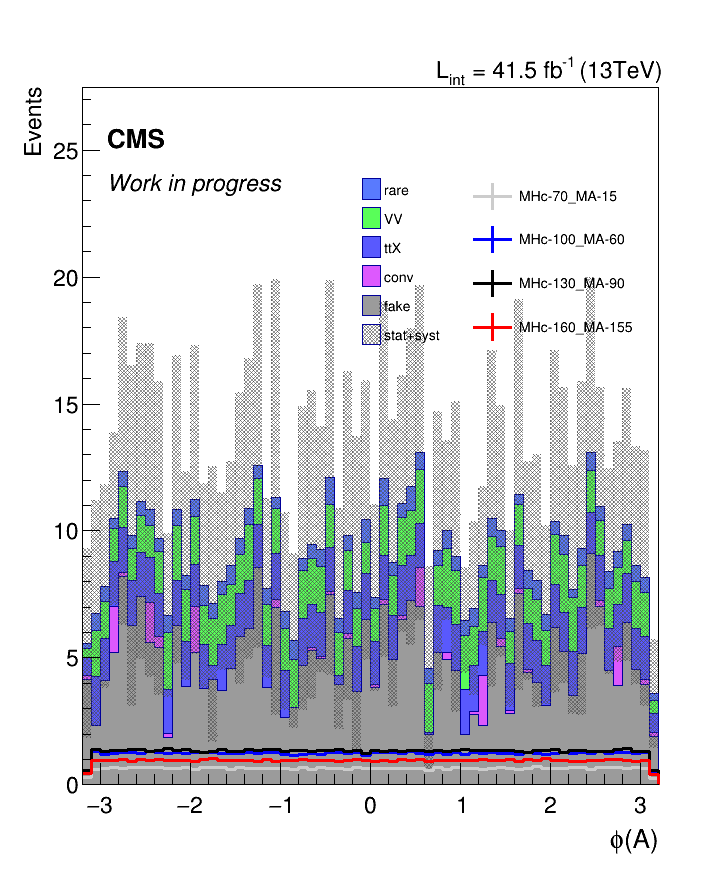 L_int = 41.5 fb^-1 (13TeV)
Events
CMS
Work in progress
rare
VV
ttX
conv
fake
stat+syst
MHc-70_MA-15
MHc-100_MA-60
MHc-130_MA-90
MHc-160_MA-155
25
20
15
10
5
0
−3 −2 −1 0 1 2 3
ϕ(A)